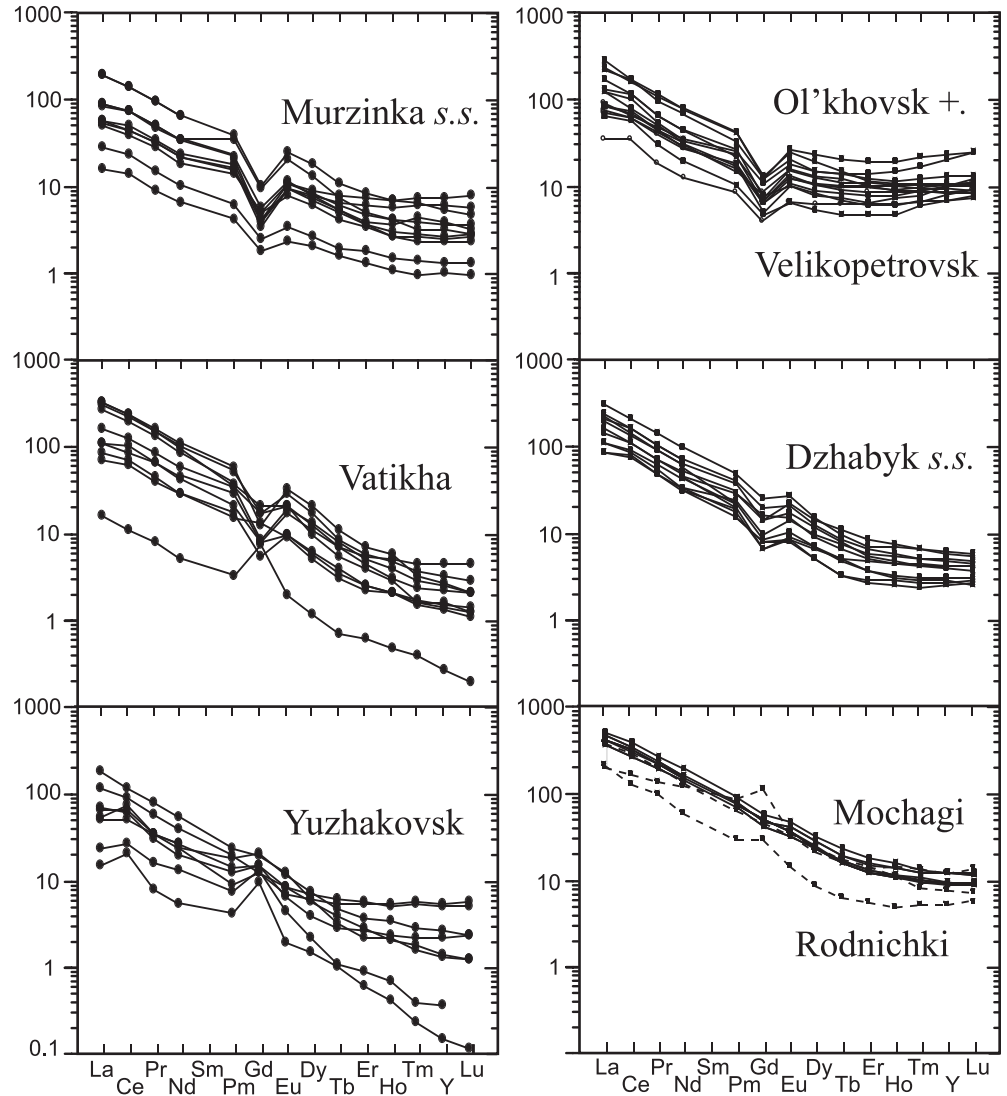 1000
100
10
1
Murzinka s.s.
1000
100
10
1
Ol’khovsk +.
Velikopetrovsk
1000
100
10
1
Vatikha
1000
100
10
1
Dzhabyk s.s.
1000
100
10
1
0.1
Yuzhakovsk
La Ce Pr Nd Sm Pm Gd Eu Dy Tb Er Ho Tm Y Lu
1000
100
10
1
Mochagi
Rodnichki
La Ce Pr Nd Sm Pm Gd Eu Dy Tb Er Ho Tm Y Lu